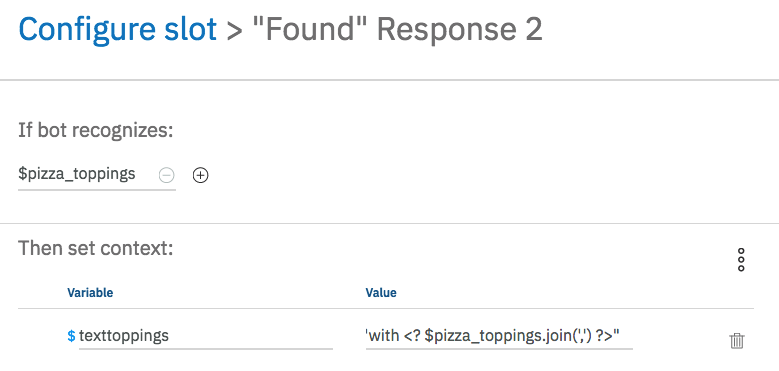 Configure slot > "Found" Response 2
If bot recognizes:
$pizza_toppings
Then set context:
Variable Value
$ texttoppings 'with <? $pizza_toppings.join(',') ?>"